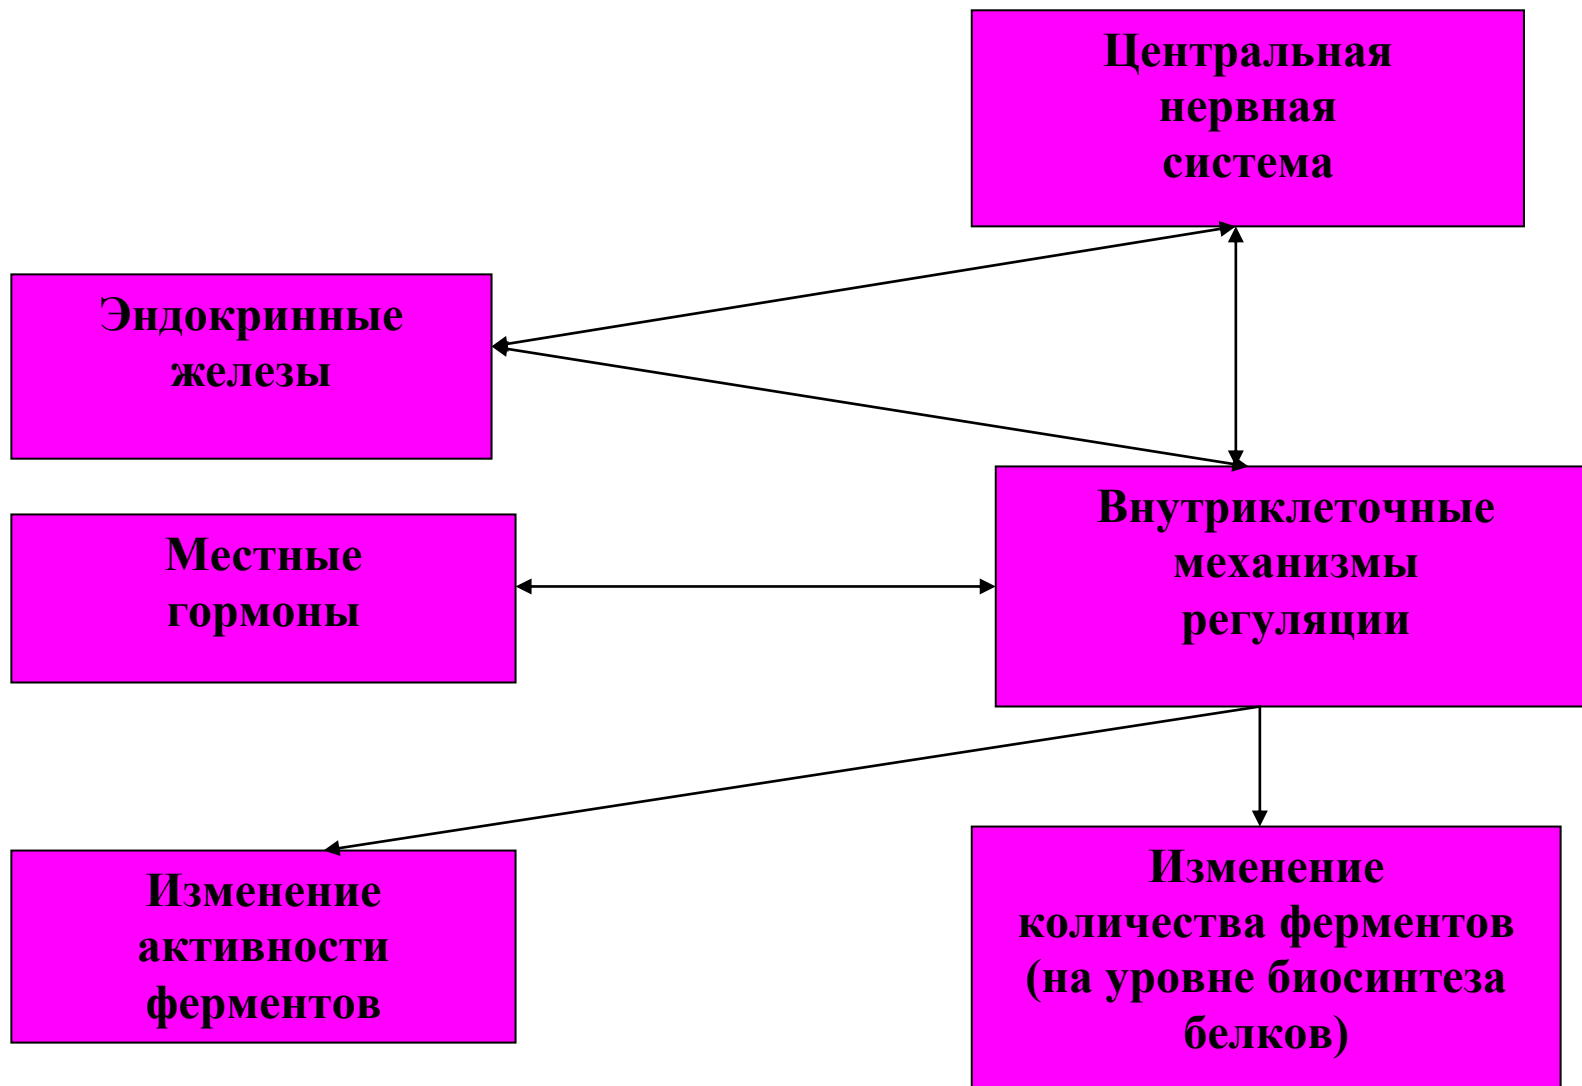 Центральная
нервная
система
Эндокринные
железы
Местные
гормоны
Внутриклеточные
механизмы
регуляции
Изменение
активности
ферментов
Изменение
количества ферментов
(на уровне биосинтеза
белков)